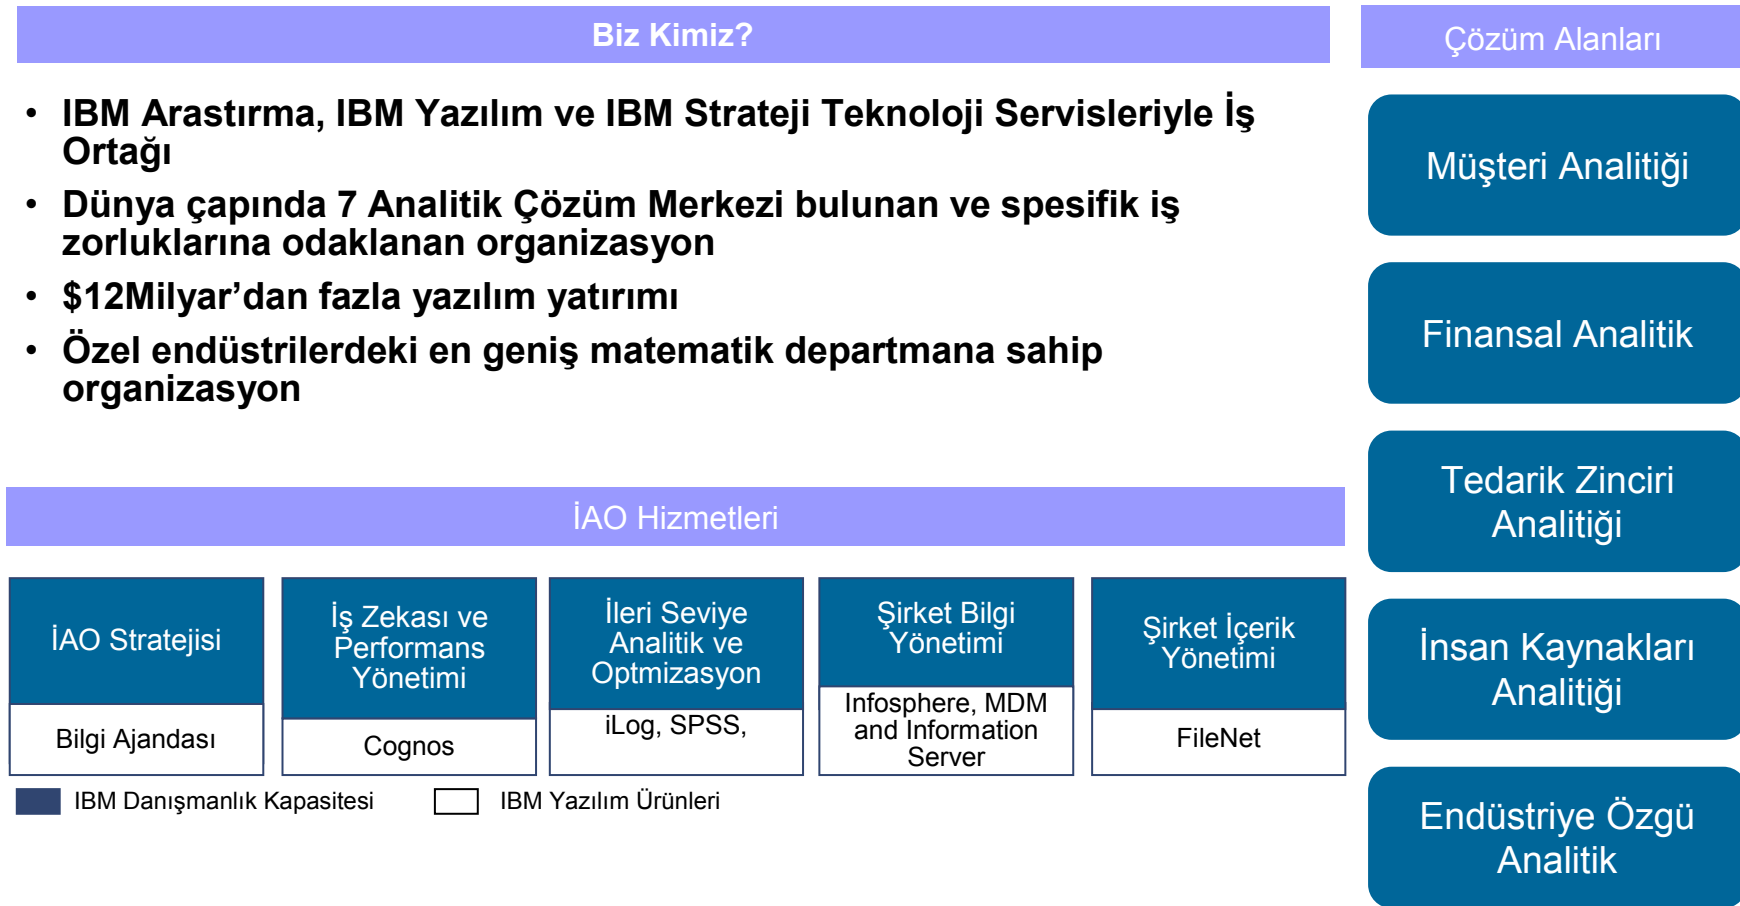 Biz Kimiz?
• IBM Arastırma, IBM Yazılım ve IBM Strateji Teknoloji Servisleriyle İş
Ortağı
• Dünya çapında 7 Analitik Çözüm Merkezi bulunan ve spesifik iş
zorluklarına odaklanan organizasyon
• $12Milyar’dan fazla yazılım yatırımı
• Özel endüstrilerdeki en geniş matematik departmana sahip
organizasyon
İAO Hizmetleri
İAO Stratejisi
Bilgi Ajandası
İş Zekası ve
Performans
Yönetimi
Cognos
İleri Seviye
Analitik ve
Optmizasyon
iLog, SPSS,
Şirket Bilgi
Yönetimi
Infosphere, MDM
and Information
Server
Şirket İçerik
Yönetimi
FileNet
IBM Danışmanlık Kapasitesi
IBM Yazılım Ürünleri
Çözüm Alanları
Müşteri Analitiği
Finansal Analitik
Tedarik Zinciri
Analitiği
İnsan Kaynakları
Analitiği
Endüstriye Özgü
Analitik